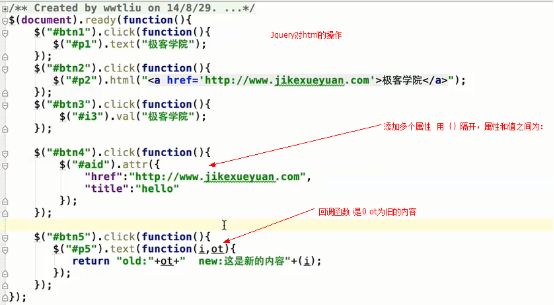 /** Created by wwtliu on 14/8/29. ...*/
$(document).ready(function(){
$("#btn1").click(function(){
Jquery对html的操作
$("#p1").text("极客学院");
});
$("#btn2").click(function(){
$("#p2").html("<a href='http://www.jikexueyuan.com'>极客学院</a>");
});
$("#btn3").click(function(){
$("#i3").val("极客学院");
添加多个属性 用 {} 隔开，属性和值之间为:
});
$("#btn4").click(function(){
$("#aid").attr({
"href":"http://www.jikexueyuan.com",
"title":"hello"
});
});
回调函数 i是0 ot为旧的内容
$("#btn5").click(function(){
$("#p5").text(function(i,ot){
return "old:"+ot+" new:这是新的内容"+(i);
});
});
});